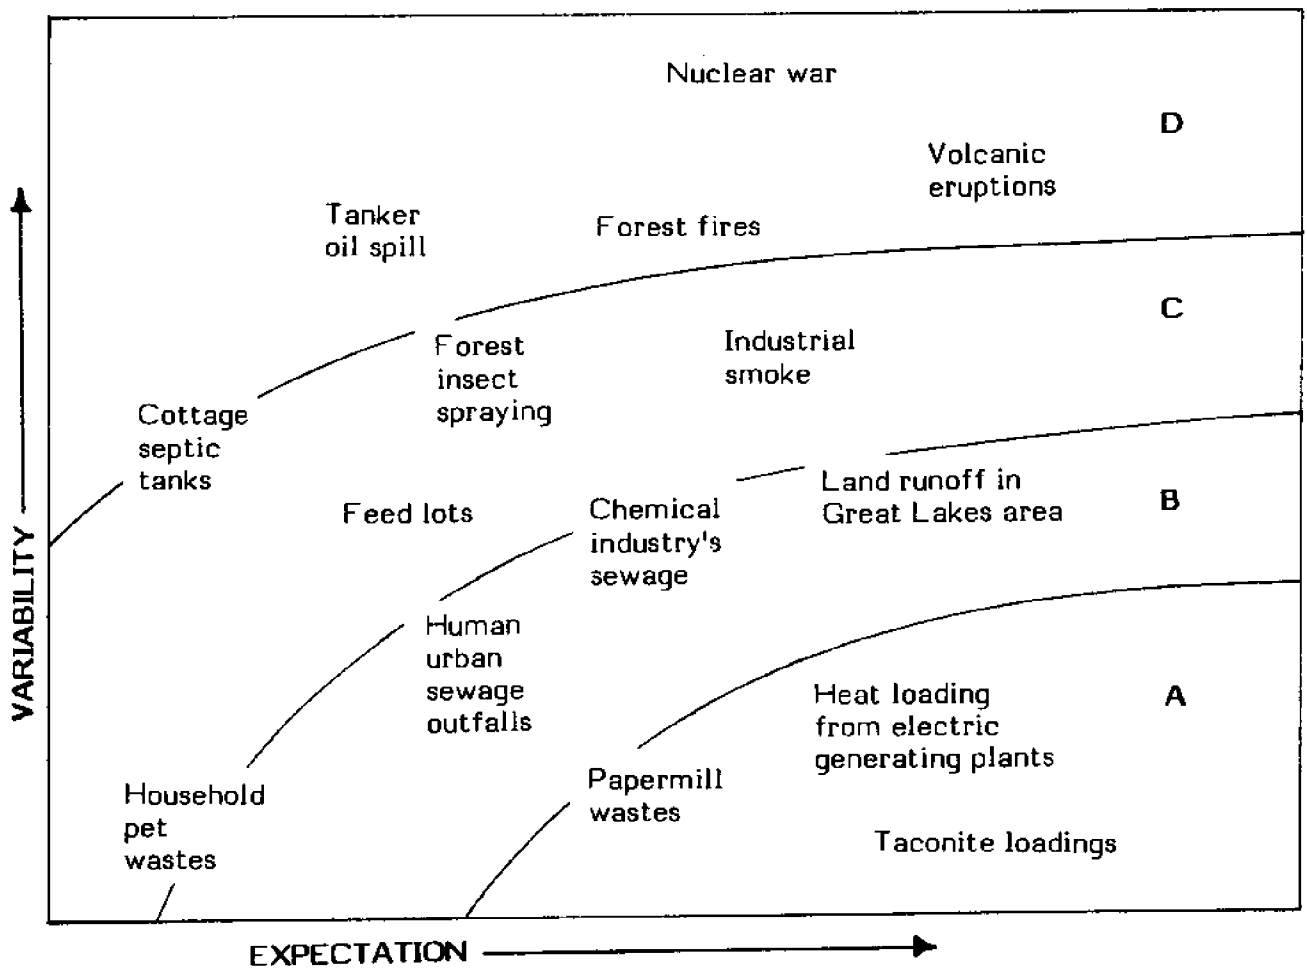 Nuclear war
D
Volcanic
eruptions
Tanker
oil spill
Forest fires
C
Forest
insect
spraying
Industrial
smoke
Cottage
septic
tanks
Feed lots
Chemical
industry's
sewage
Land runoff in
Great Lakes area
B
Human
urban
sewage
outfalls
Heat loading
from electric
generating plants
A
Household
pet
wastes
Papermill
wastes
Taconite loadings
VARIABILITY
EXPECTATION